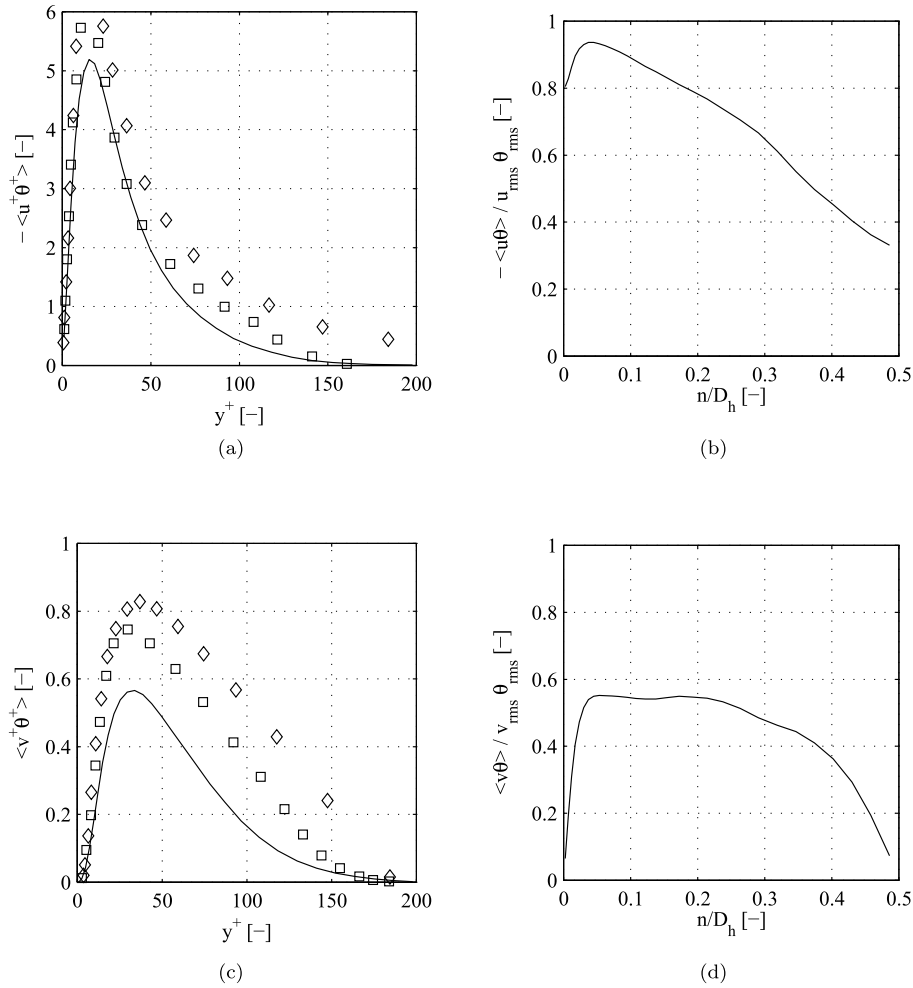 6
5
4
3
2
1
0
0 50 100 150 200
− <u⁺θ⁺> [−]
y⁺ [−]
(a)
1
0.8
0.6
0.4
0.2
0
0 0.1 0.2 0.3 0.4 0.5
− <uθ> / u_rms θ_rms [−]
n/D_h [−]
(b)
1
0.8
0.6
0.4
0.2
0
0 50 100 150 200
<v⁺θ⁺> [−]
y⁺ [−]
(c)
1
0.8
0.6
0.4
0.2
0
0 0.1 0.2 0.3 0.4 0.5
<vθ> / v_rms θ_rms [−]
n/D_h [−]
(d)